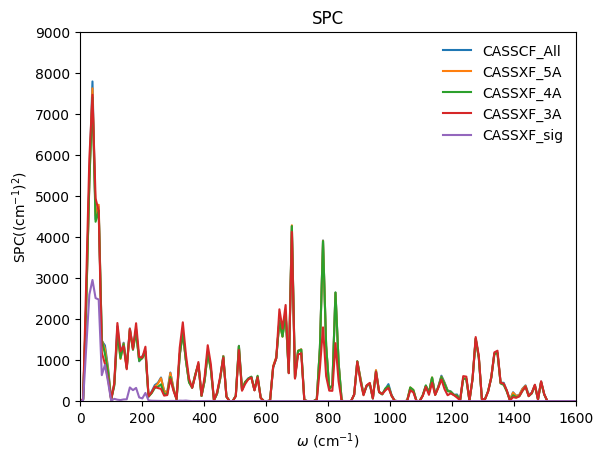 SPC
9000
8000
7000
6000
5000
4000
3000
2000
1000
0
SPC((cm⁻¹)²)
CASSCF_All
CASSXF_5A
CASSXF_4A
CASSXF_3A
CASSXF_sig
0 200 400 600 800 1000 1200 1400 1600
ω (cm⁻¹)